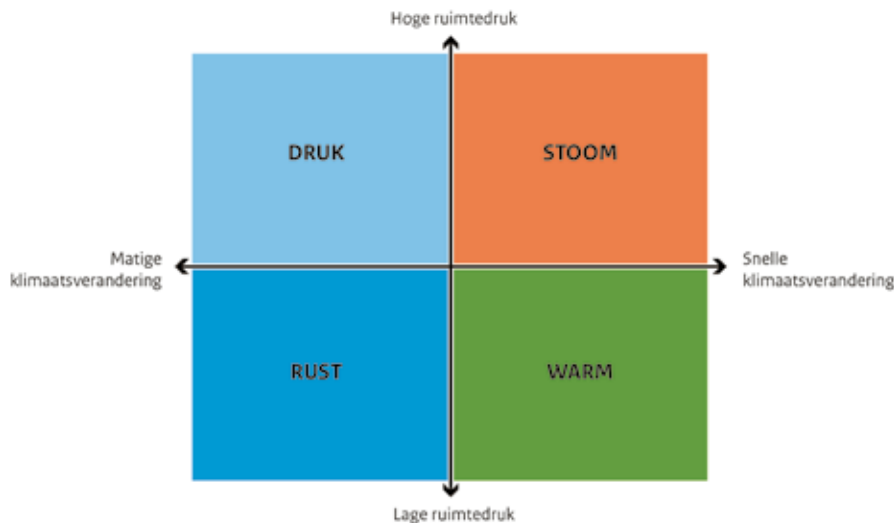 Hoge ruimtedruk
DRUK
STOOM
Matige
klimaatsverandering
Snelle
klimaatsverandering
RUST
WARM
Lage ruimtedruk